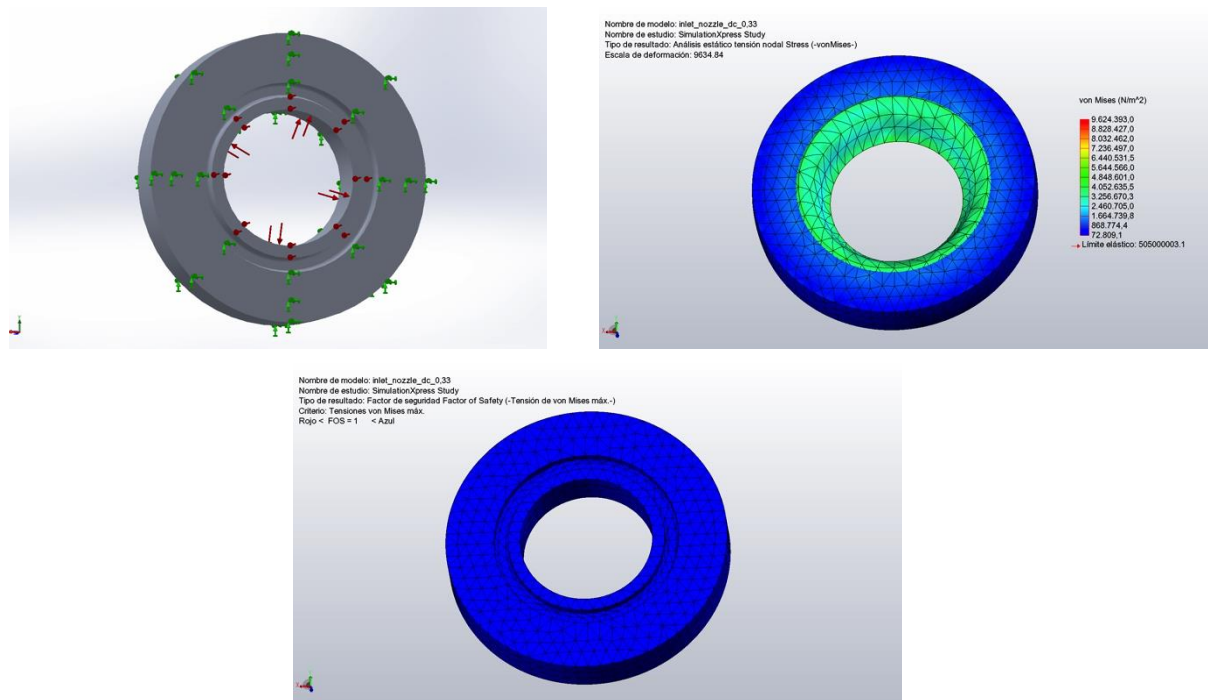 Nombre de modelo: inlet_nozzle_dc_0,33
Nombre de estudio: SimulationXpress Study
Tipo de resultado: Análisis estático tensión nodal Stress (-vonMises-)
Escala de deformación: 9634.84
von Mises (N/m^2)
9.624.393,0
8.828.427,0
8.032.462,0
7.236.497,0
6.440.531,5
5.644.566,0
4.848.601,0
4.052.635,5
3.256.670,3
2.460.705,0
1.664.739,8
868.774,4
72.809,1
Límite elástico: 505000003.1
Nombre de modelo: inlet_nozzle_dc_0,33
Nombre de estudio: SimulationXpress Study
Tipo de resultado: Factor de seguridad Factor of Safety (-Tensión de von Mises máx.-)
Criterio: Tensiones von Mises máx.
Rojo < FOS = 1 < Azul